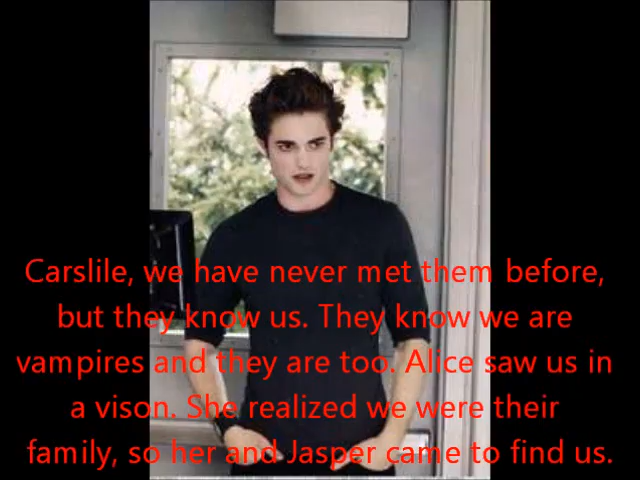 Carslile, we have never met them before,
but they know us. They know we are
vampires and they are too. Alice saw us in
a vison. She realized we were their
family, so her and Jasper came to find us.